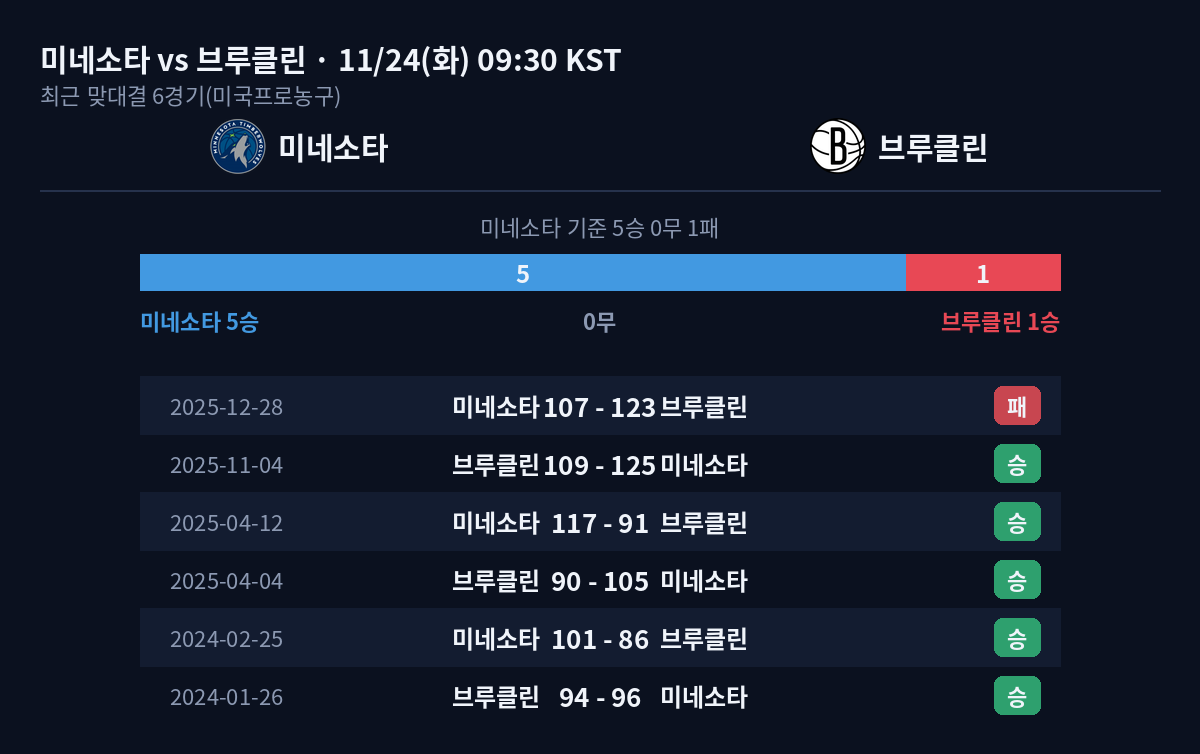 미네소타 vs 브루클린 · 11/24(화) 09:30 KST
최근 맞대결 6경기(미국프로농구)
MINNESOTA TIMBERWOLVES 미네소타 B 브루클린
미네소타 기준 5승 0무 1패
5 1
미네소타 5승 0무 브루클린 1승
2025-12-28 미네소타 107 - 123 브루클린 패
2025-11-04 브루클린 109 - 125 미네소타 승
2025-04-12 미네소타 117 - 91 브루클린 승
2025-04-04 브루클린 90 - 105 미네소타 승
2024-02-25 미네소타 101 - 86 브루클린 승
2024-01-26 브루클린 94 - 96 미네소타 승